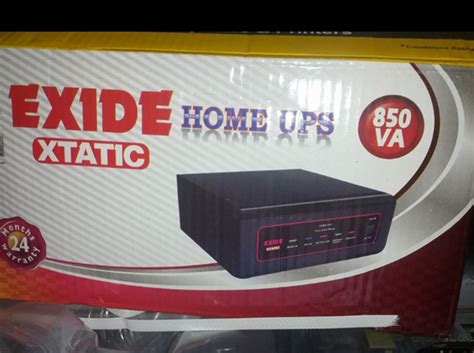 EXIDE
HOME UPS
850
VA
XTATIC
Months
24
Warranty
EXIDE